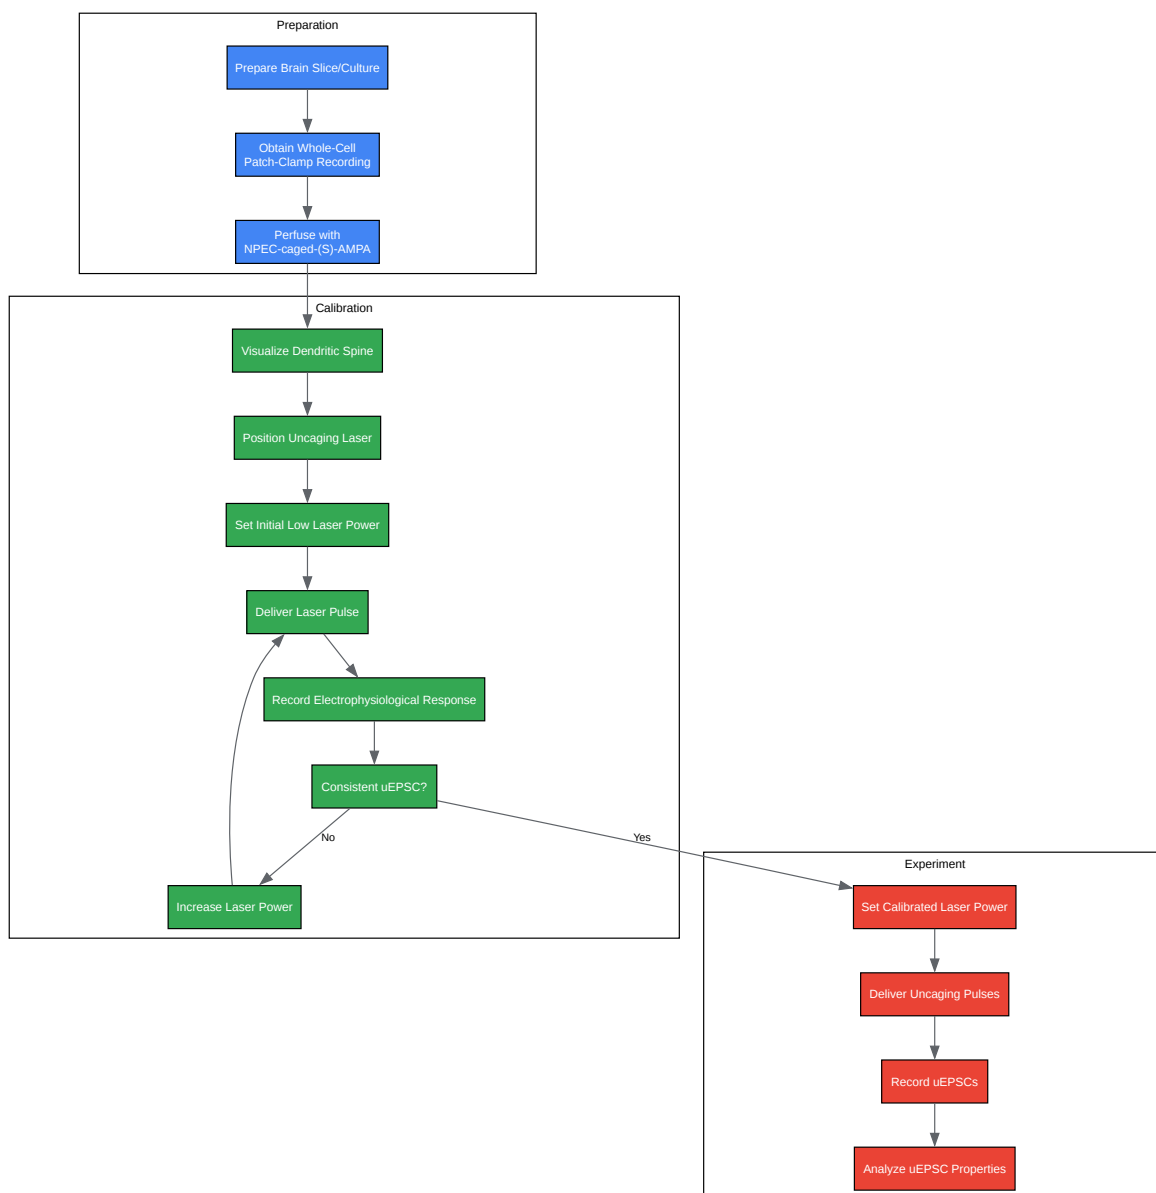 Preparation
Prepare Brain Slice/Culture
Obtain Whole-Cell
Patch-Clamp Recording
Perfuse with
NPEC-caged-(S)-AMPA
Calibration
Visualize Dendritic Spine
Position Uncaging Laser
Set Initial Low Laser Power
Deliver Laser Pulse
Record Electrophysiological Response
Consistent uEPSC?
No
Yes
Increase Laser Power
Experiment
Set Calibrated Laser Power
Deliver Uncaging Pulses
Record uEPSCs
Analyze uEPSC Properties